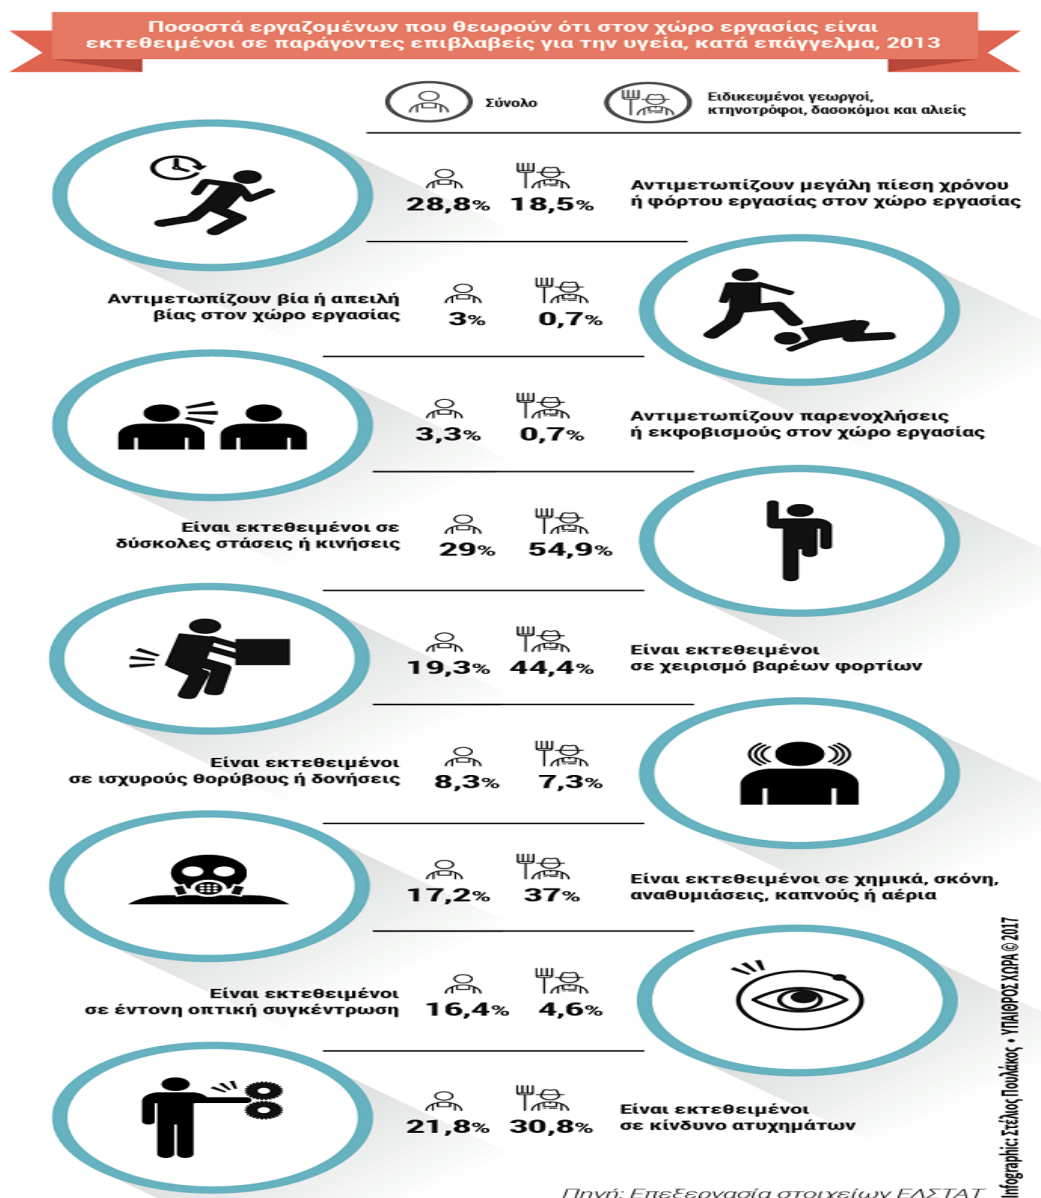 Ποσοστά εργαζομένων που θεωρούν ότι στον χώρο εργασίας είναι
εκτεθειμένοι σε παράγοντες επιβλαβείς για την υγεία, κατά επάγγελμα, 2013
Σύνολο
Ειδικευμένοι γεωργοί,
κτηνοτρόφοι, δασοκόμοι και αλιείς
28,8% 18,5%
Αντιμετωπίζουν μεγάλη πίεση χρόνου
ή φόρτου εργασίας στον χώρο εργασίας
Αντιμετωπίζουν βία ή απειλή
βίας στον χώρο εργασίας
3% 0,7%
3,3% 0,7%
Αντιμετωπίζουν παρενοχλήσεις
ή εκφοβισμούς στον χώρο εργασίας
Είναι εκτεθειμένοι σε
δύσκολες στάσεις ή κινήσεις
29% 54,9%
19,3% 44,4%
Είναι εκτεθειμένοι
σε χειρισμό βαρέων φορτίων
Είναι εκτεθειμένοι
σε ισχυρούς θορύβους ή δονήσεις
8,3% 7,3%
17,2% 37%
Είναι εκτεθειμένοι σε χημικά, σκόνη,
αναθυμιάσεις, καπνούς ή αέρια
Είναι εκτεθειμένοι
σε έντονη οπτική συγκέντρωση
16,4% 4,6%
21,8% 30,8%
Είναι εκτεθειμένοι
σε κίνδυνο ατυχημάτων
Πηγή: Επεξεργασία στοιχείων ΕΛΣΤΑΤ
Infographic: Στέλιος Πουλάκος • ΥΠΑΙΘΡΟΣ ΧΩΡΑ © 2017